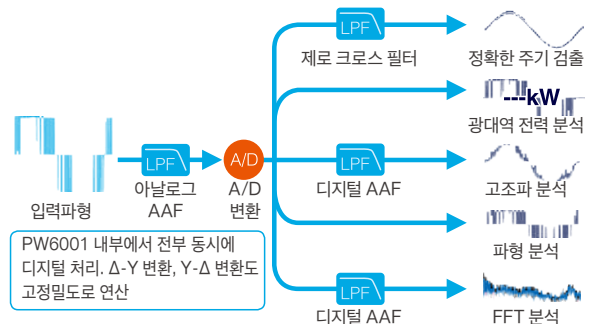 LPF
제로 크로스 필터
정확한 주기 검출
---kW
광대역 전력 분석
입력파형
LPF
아날로그
AAF
A/D
A/D
변환
LPF
디지털 AAF
고조파 분석
파형 분석
PW6001 내부에서 전부 동시에
디지털 처리. Δ-Y 변환, Y-Δ 변환도
고정밀도로 연산
LPF
디지털 AAF
FFT 분석